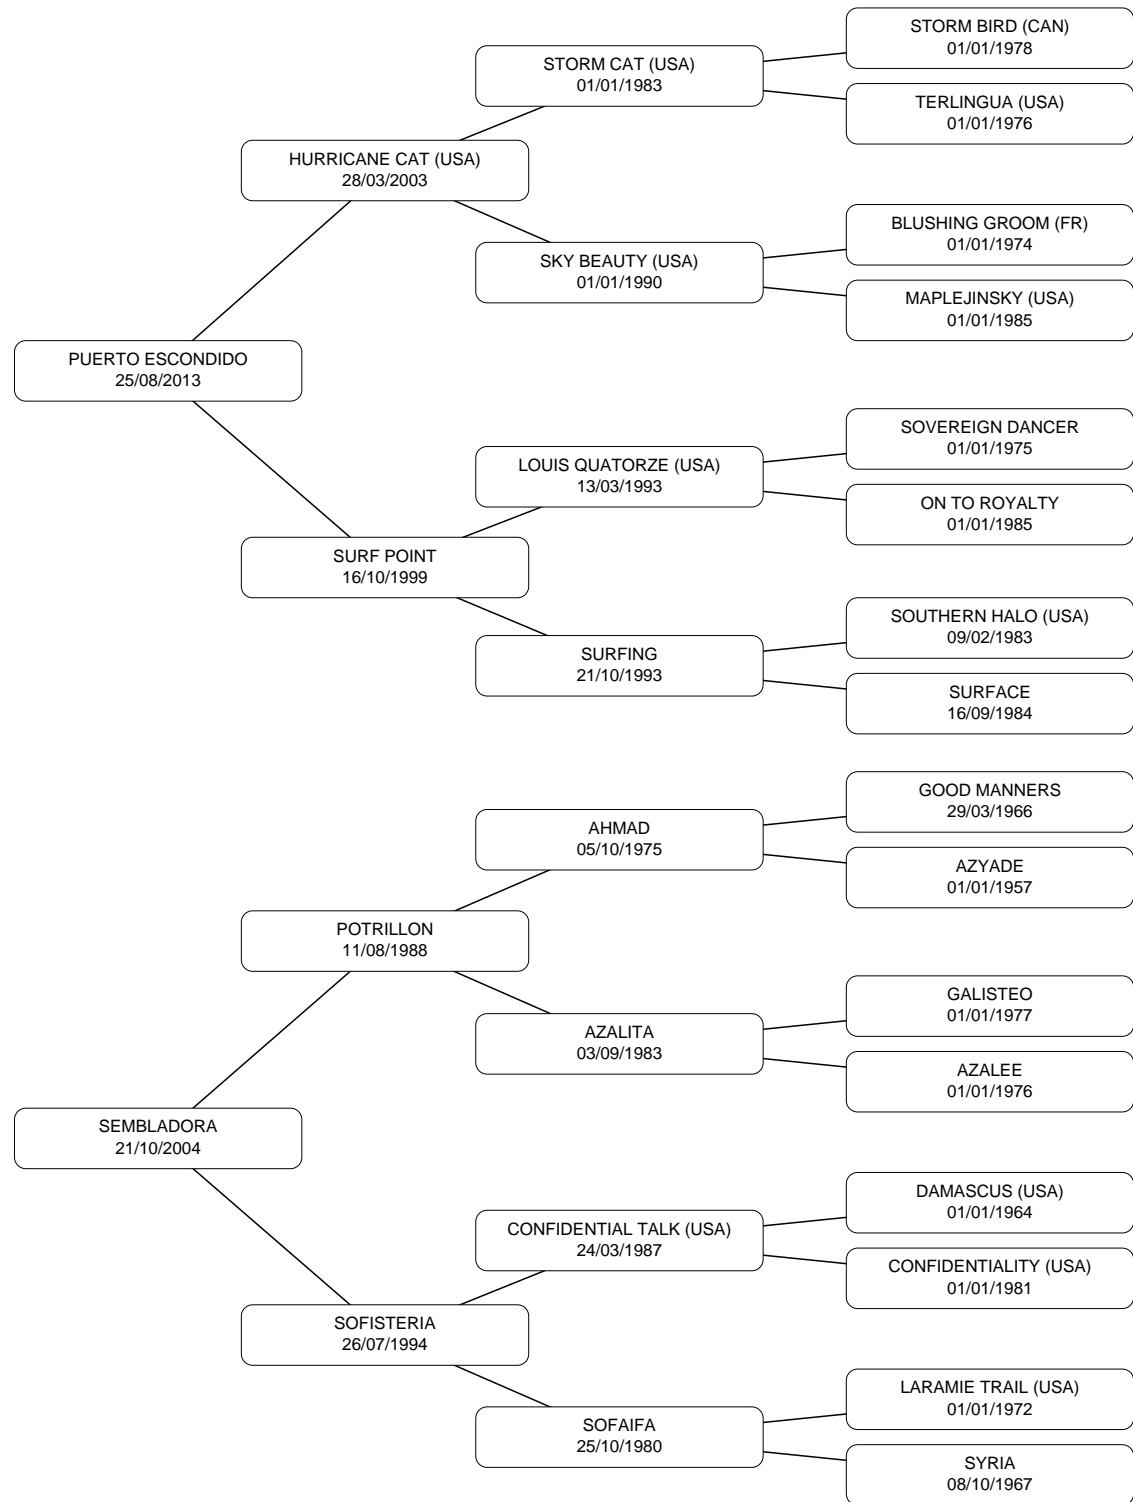 STORM BIRD (CAN)
01/01/1978
STORM CAT (USA)
01/01/1983
TERLINGUA (USA)
01/01/1976
HURRICANE CAT (USA)
28/03/2003
BLUSHING GROOM (FR)
01/01/1974
SKY BEAUTY (USA)
01/01/1990
MAPLEJINSKY (USA)
01/01/1985
PUERTO ESCONDIDO
25/08/2013
SOVEREIGN DANCER
01/01/1975
LOUIS QUATORZE (USA)
13/03/1993
ON TO ROYALTY
01/01/1985
SURF POINT
16/10/1999
SOUTHERN HALO (USA)
09/02/1983
SURFING
21/10/1993
SURFACE
16/09/1984
GOOD MANNERS
29/03/1966
AHMAD
05/10/1975
AZYADE
01/01/1957
POTRILLON
11/08/1988
GALISTEO
01/01/1977
AZALITA
03/09/1983
AZALEE
01/01/1976
SEMBLADORA
21/10/2004
DAMASCUS (USA)
01/01/1964
CONFIDENTIAL TALK (USA)
24/03/1987
CONFIDENTIALITY (USA)
01/01/1981
SOFISTERIA
26/07/1994
LARAMIE TRAIL (USA)
01/01/1972
SOFAIFA
25/10/1980
SYRIA
08/10/1967